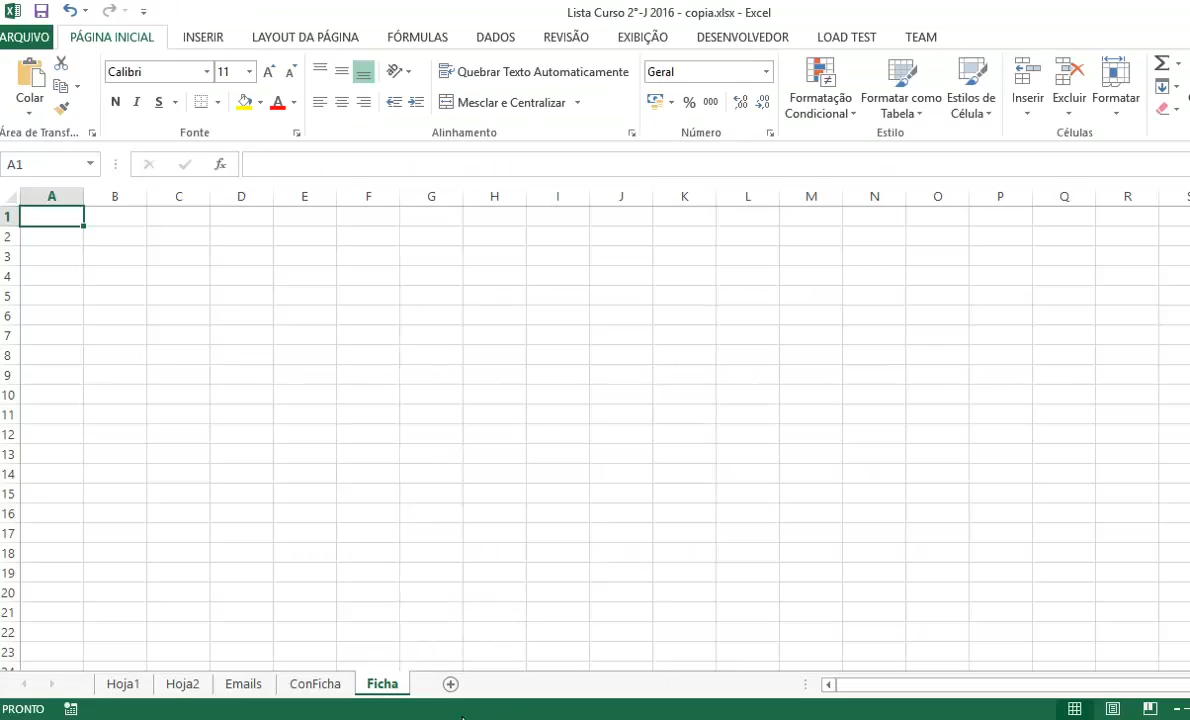 Lista Curso 2°-J 2016 - copia.xlsx - Excel
ARQUIVO PÁGINA INICIAL INSERIR LAYOUT DA PÁGINA FÓRMULAS DADOS REVISÃO EXIBIÇÃO DESENVOLVEDOR LOAD TEST TEAM
Colar
Calibri 11 A A
Quebrar Texto Automaticamente
Geral
N I S A
Mesclar e Centralizar
% 000 ,00 ,00
Formatação Condicional
Formatar como Tabela
Estilos de Célula
Inserir Excluir Formatar
Área de Transf... Fonte Alinhamento Número Estilo Células
A1 fx
A B C D E F G H I J K L M N O P Q R
1
2
3
4
5
6
7
8
9
10
11
12
13
14
15
16
17
18
19
20
21
22
23
Hoja1 Hoja2 Emails ConFicha Ficha
PRONTO